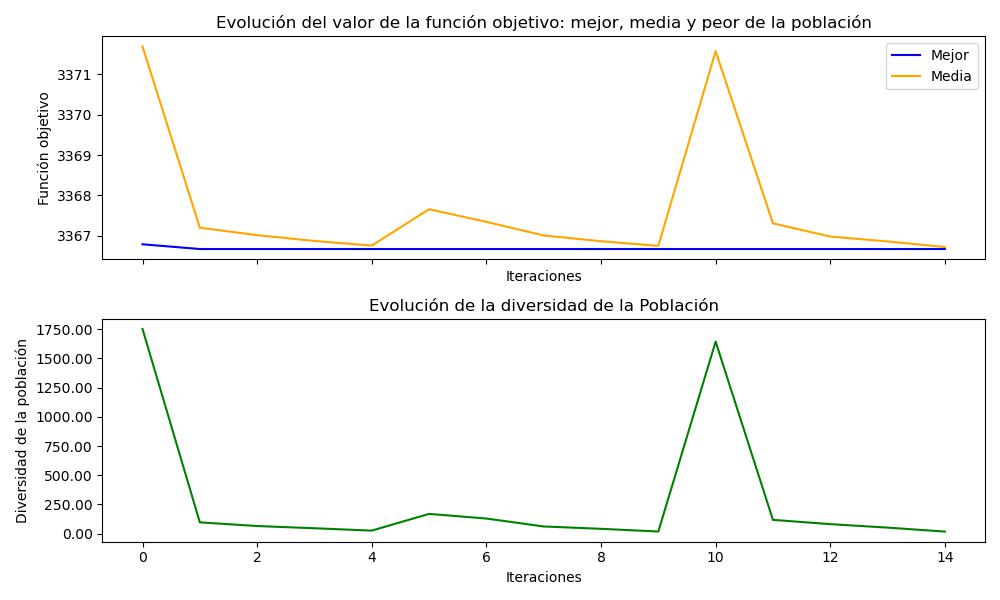 Evolución del valor de la función objetivo: mejor, media y peor de la población
Función objetivo
3371
3370
3369
3368
3367
Mejor
Media
Iteraciones
Evolución de la diversidad de la Población
Diversidad de la población
1750.00
1500.00
1250.00
1000.00
750.00
500.00
250.00
0.00
0 2 4 6 8 10 12 14
Iteraciones